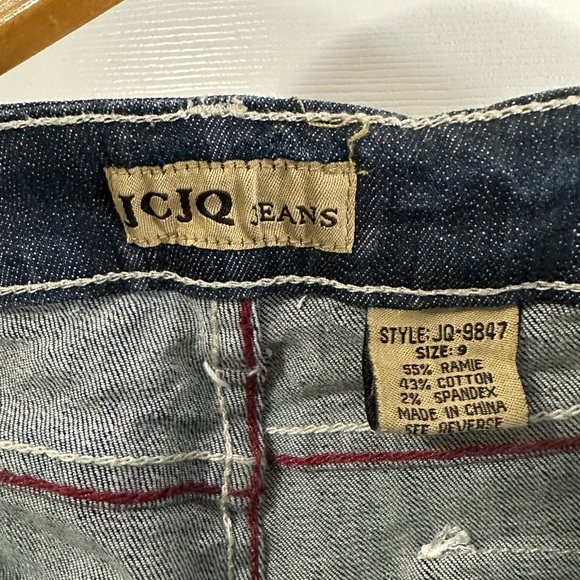 JCJQ JEANS
STYLE: JQ-9847
SIZE: 9
55% RAMIE
43% COTTON
2% SPANDEX
MADE IN CHINA
SEE REVERSE